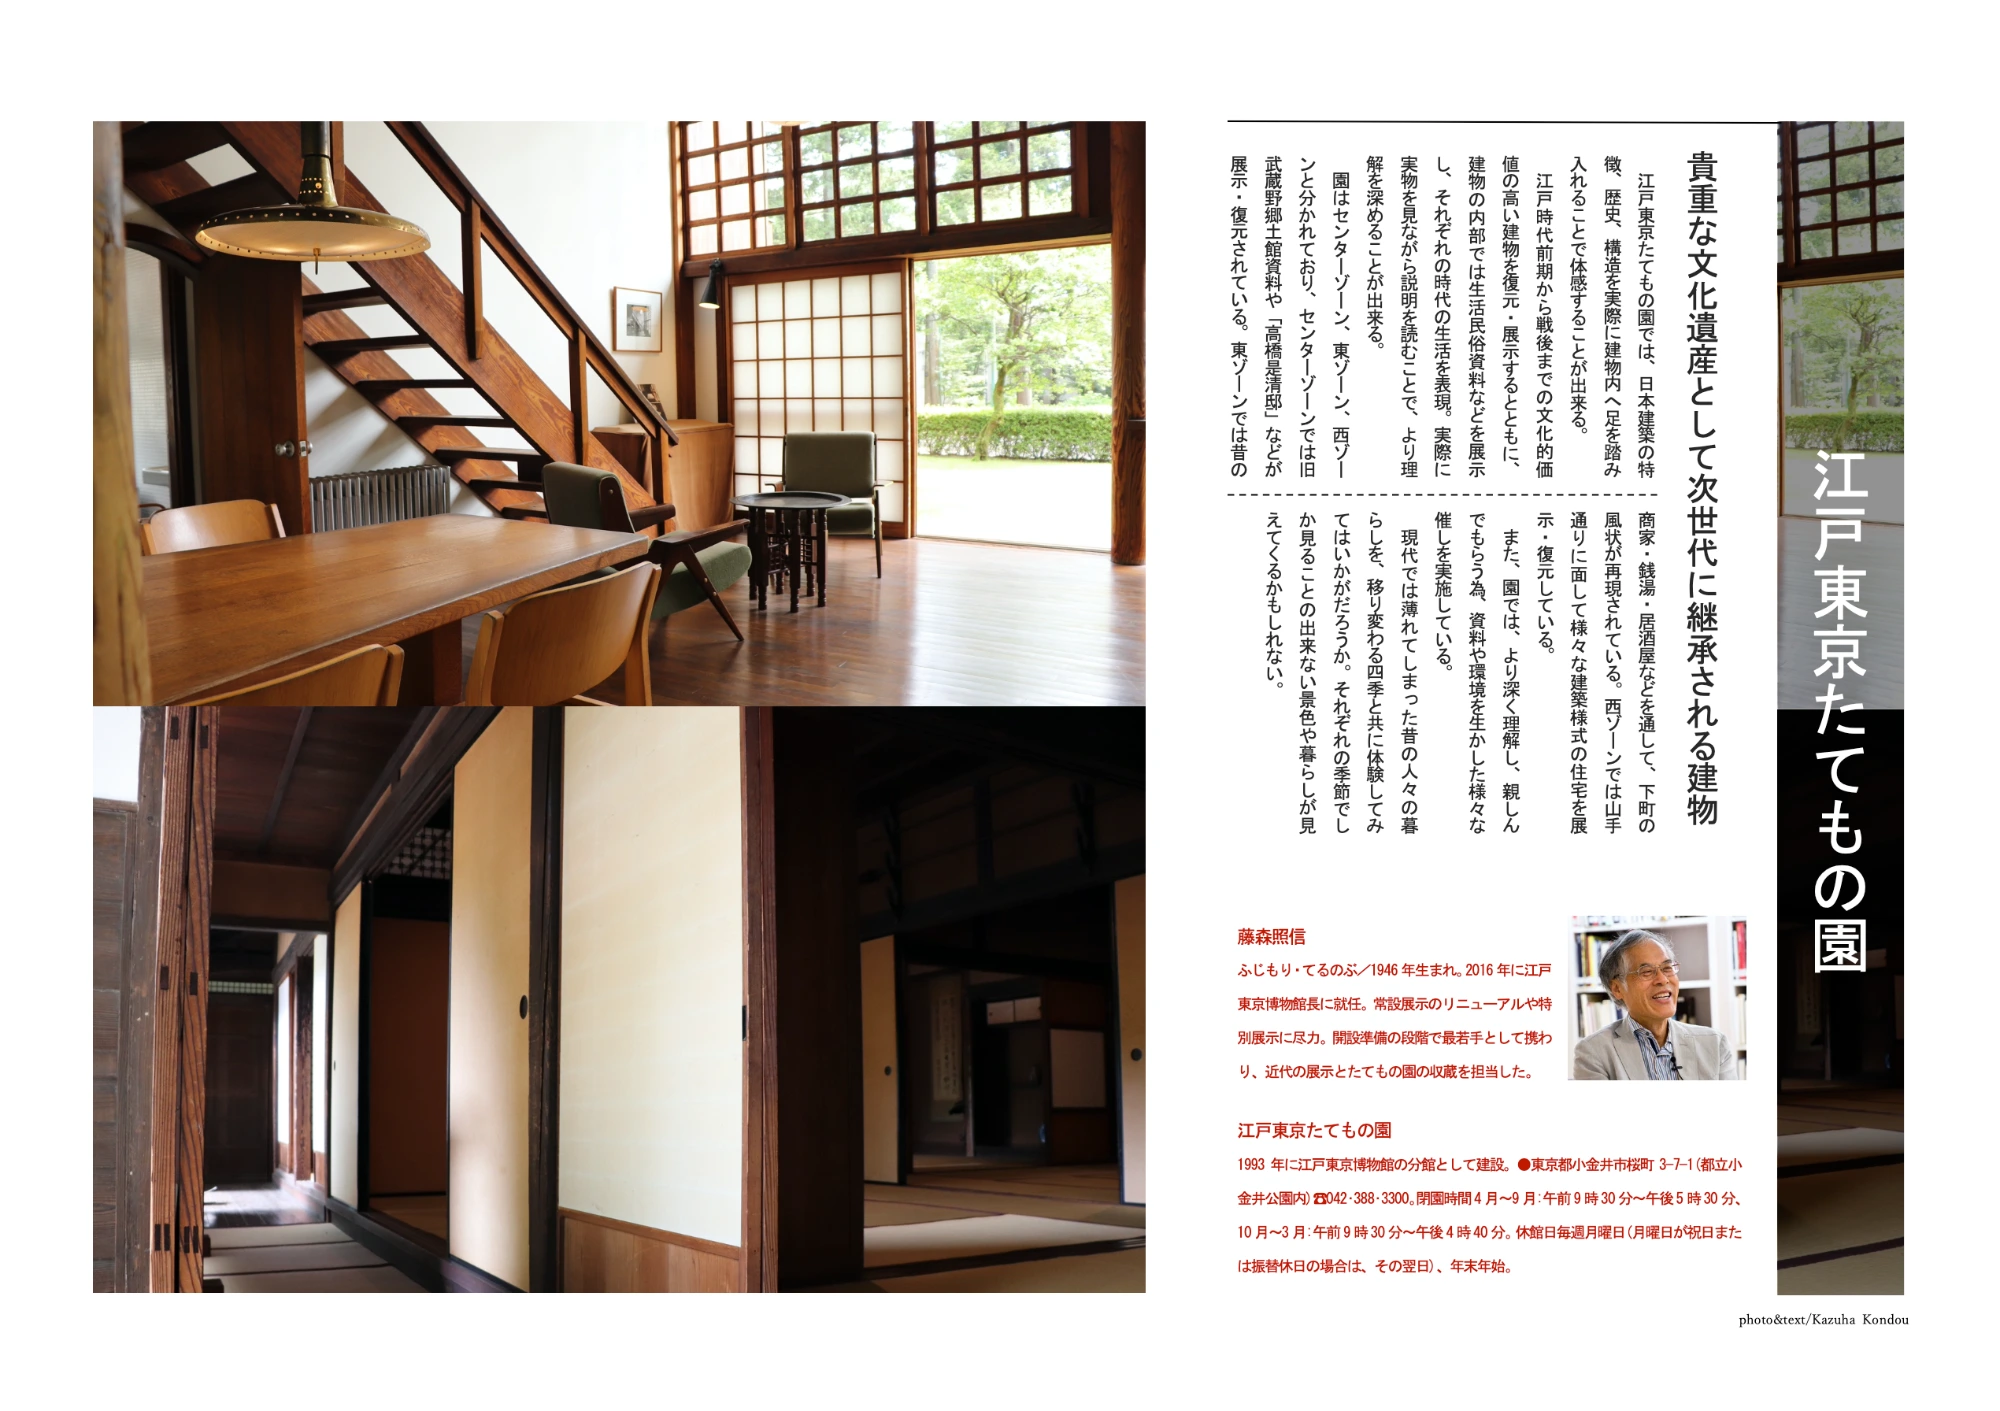 江戸東京たてもの園
貴重な文化遺産として次世代に継承される建物
江戸東京たてもの園では、日本建築の特
徴、歴史、構造を実際に建物内へ足を踏み
入れることで体感することが出来る。
江戸時代前期から戦後までの文化的価
値の高い建物を復元・展示するとともに、
建物の内部では生活民俗資料などを展示
し、それぞれの時代の生活を表現。実際に
実物を見ながら説明を読むことで、より理
解を深めることが出来る。
園はセンターゾーン、東ゾーン、西ゾー
ンと分かれており、センターゾーンでは旧
武蔵野郷土館資料や「高橋是清邸」などが
展示・復元されている。東ゾーンでは昔の
商家・銭湯・居酒屋などを通して、下町の
風状が再現されている。西ゾーンでは山手
通りに面して様々な建築様式の住宅を展
示・復元している。
また、園では、より深く理解し、親しん
でもらう為、資料や環境を生かした様々な
催しを実施している。
現代では薄れてしまった昔の人々の暮
らしを、移り変わる四季と共に体験してみ
てはいかがだろうか。それぞれの季節でし
か見ることの出来ない景色や暮らしが見
えてくるかもしれない。
藤森照信
ふじもり・てるのぶ／1946 年生まれ。2016 年に江戸
東京博物館長に就任。常設展示のリニューアルや特
別展示に尽力。開設準備の段階で最若手として携わ
り、近代の展示とたてもの園の収蔵を担当した。
江戸東京たてもの園
1993 年に江戸東京博物館の分館として建設。●東京都小金井市桜町 3-7-1（都立小
金井公園内）☎042・388・3300。開園時間 4 月〜9 月：午前 9 時 30 分〜午後 5 時 30 分、
10 月〜3 月：午前 9 時 30 分〜午後 4 時 40 分。休館日毎週月曜日（月曜日が祝日また
は振替休日の場合は、その翌日）、年末年始。
photo&text/Kazuha Kondou